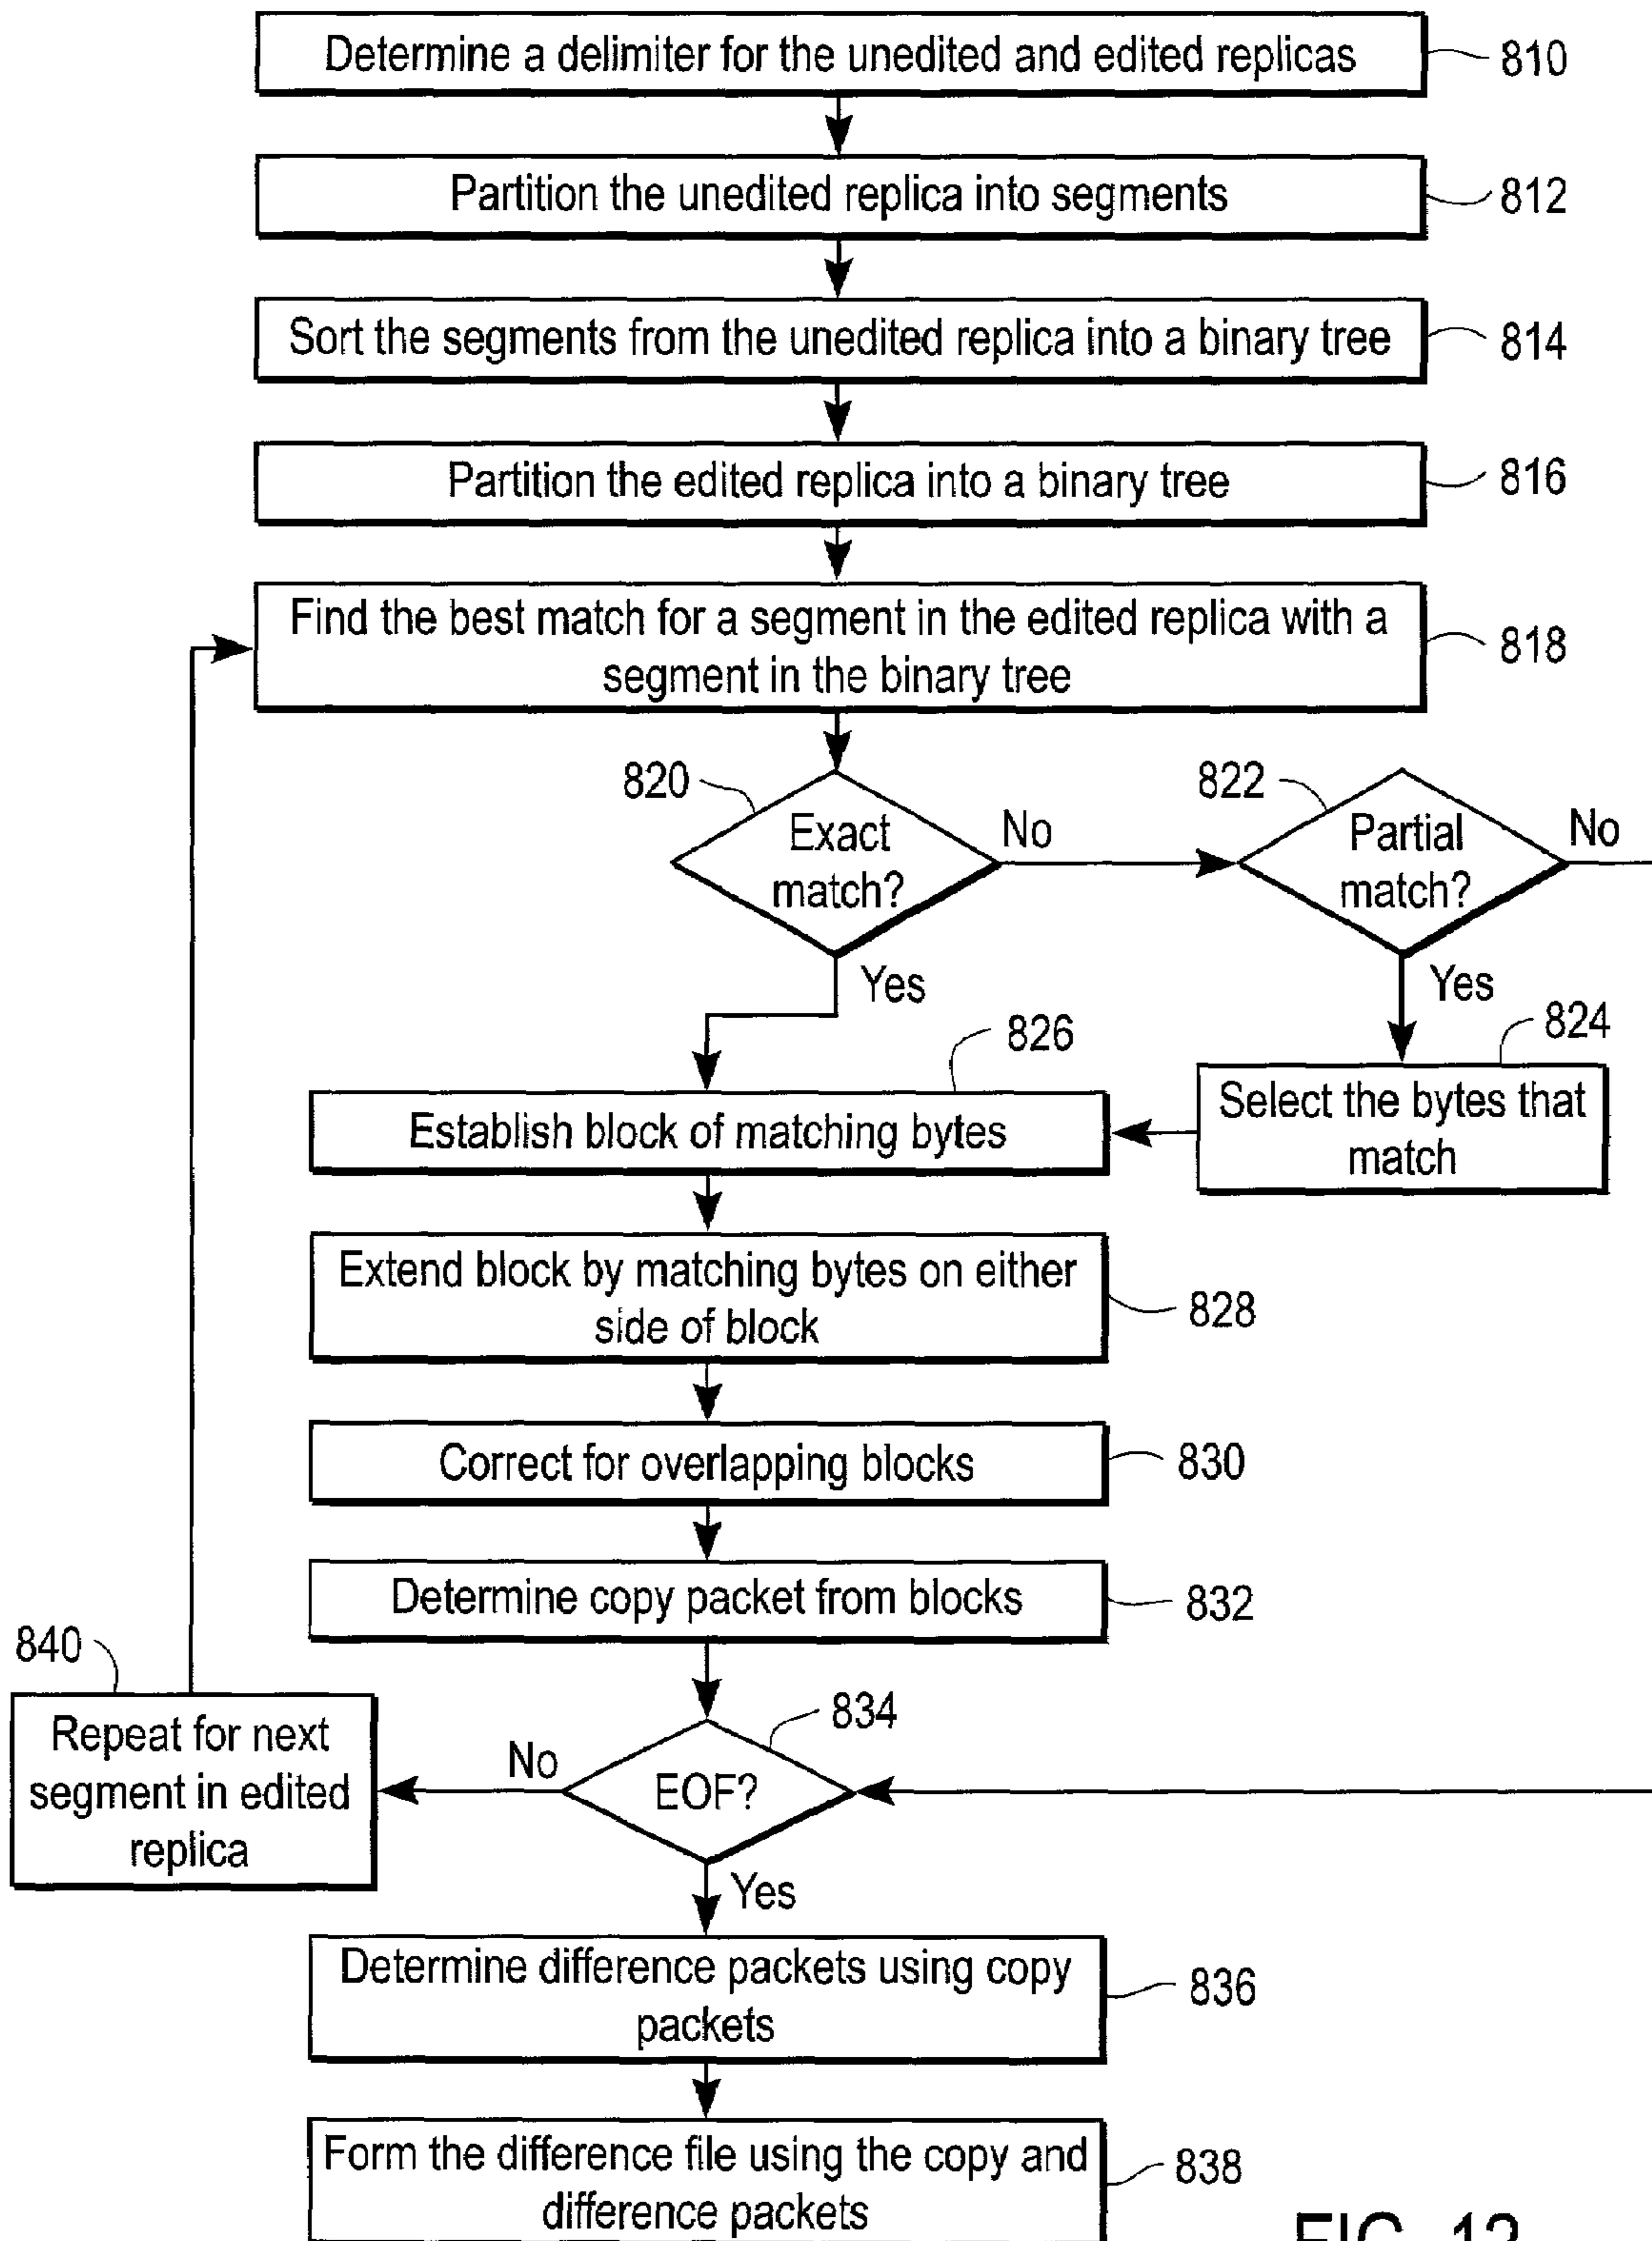 Determine a delimiter for the unedited and edited replicas
810
Partition the unedited replica into segments
812
Sort the segments from the unedited replica into a binary tree
814
Partition the edited replica into a binary tree
816
Find the best match for a segment in the edited replica with a
segment in the binary tree
818
820
Exact
match?
No
822
Partial
match?
No
Yes
Yes
824
Select the bytes that
match
826
Establish block of matching bytes
Extend block by matching bytes on either
side of block
828
Correct for overlapping blocks
830
Determine copy packet from blocks
832
840
Repeat for next
segment in edited
replica
No
834
EOF?
Yes
Determine difference packets using copy
packets
836
Form the difference file using the copy and
difference packets
838